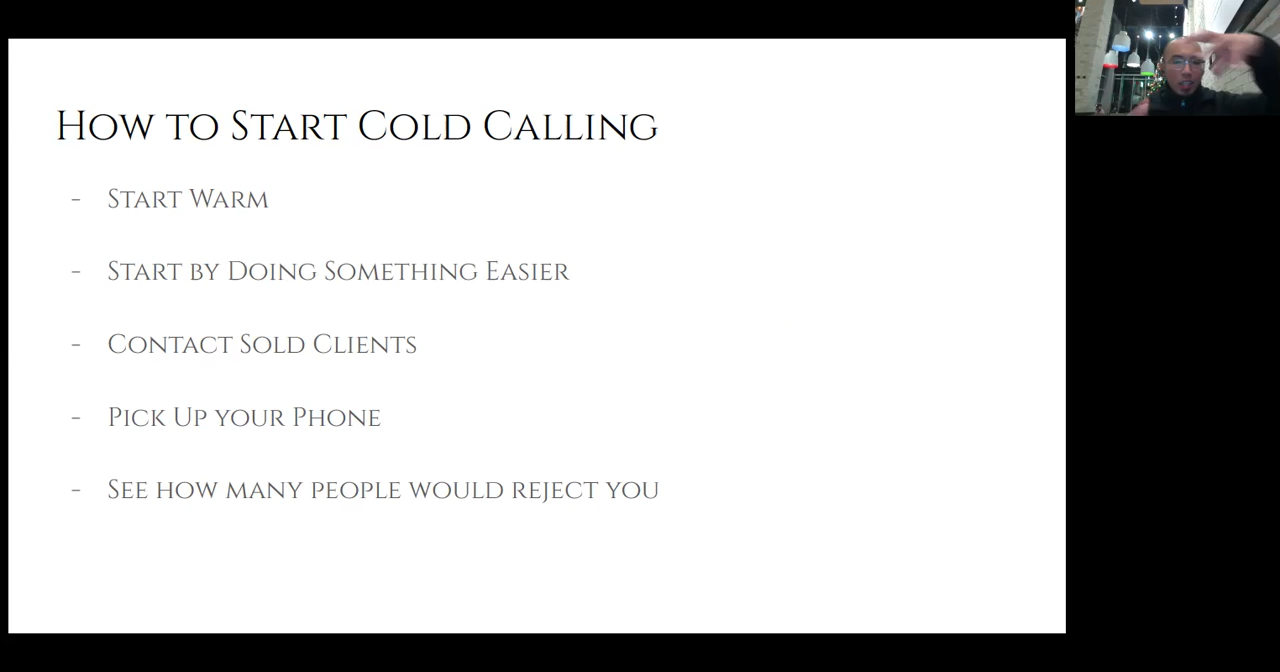 How to Start Cold Calling
- Start Warm
- Start by Doing Something Easier
- Contact Sold Clients
- Pick Up your Phone
- See how many people would reject you